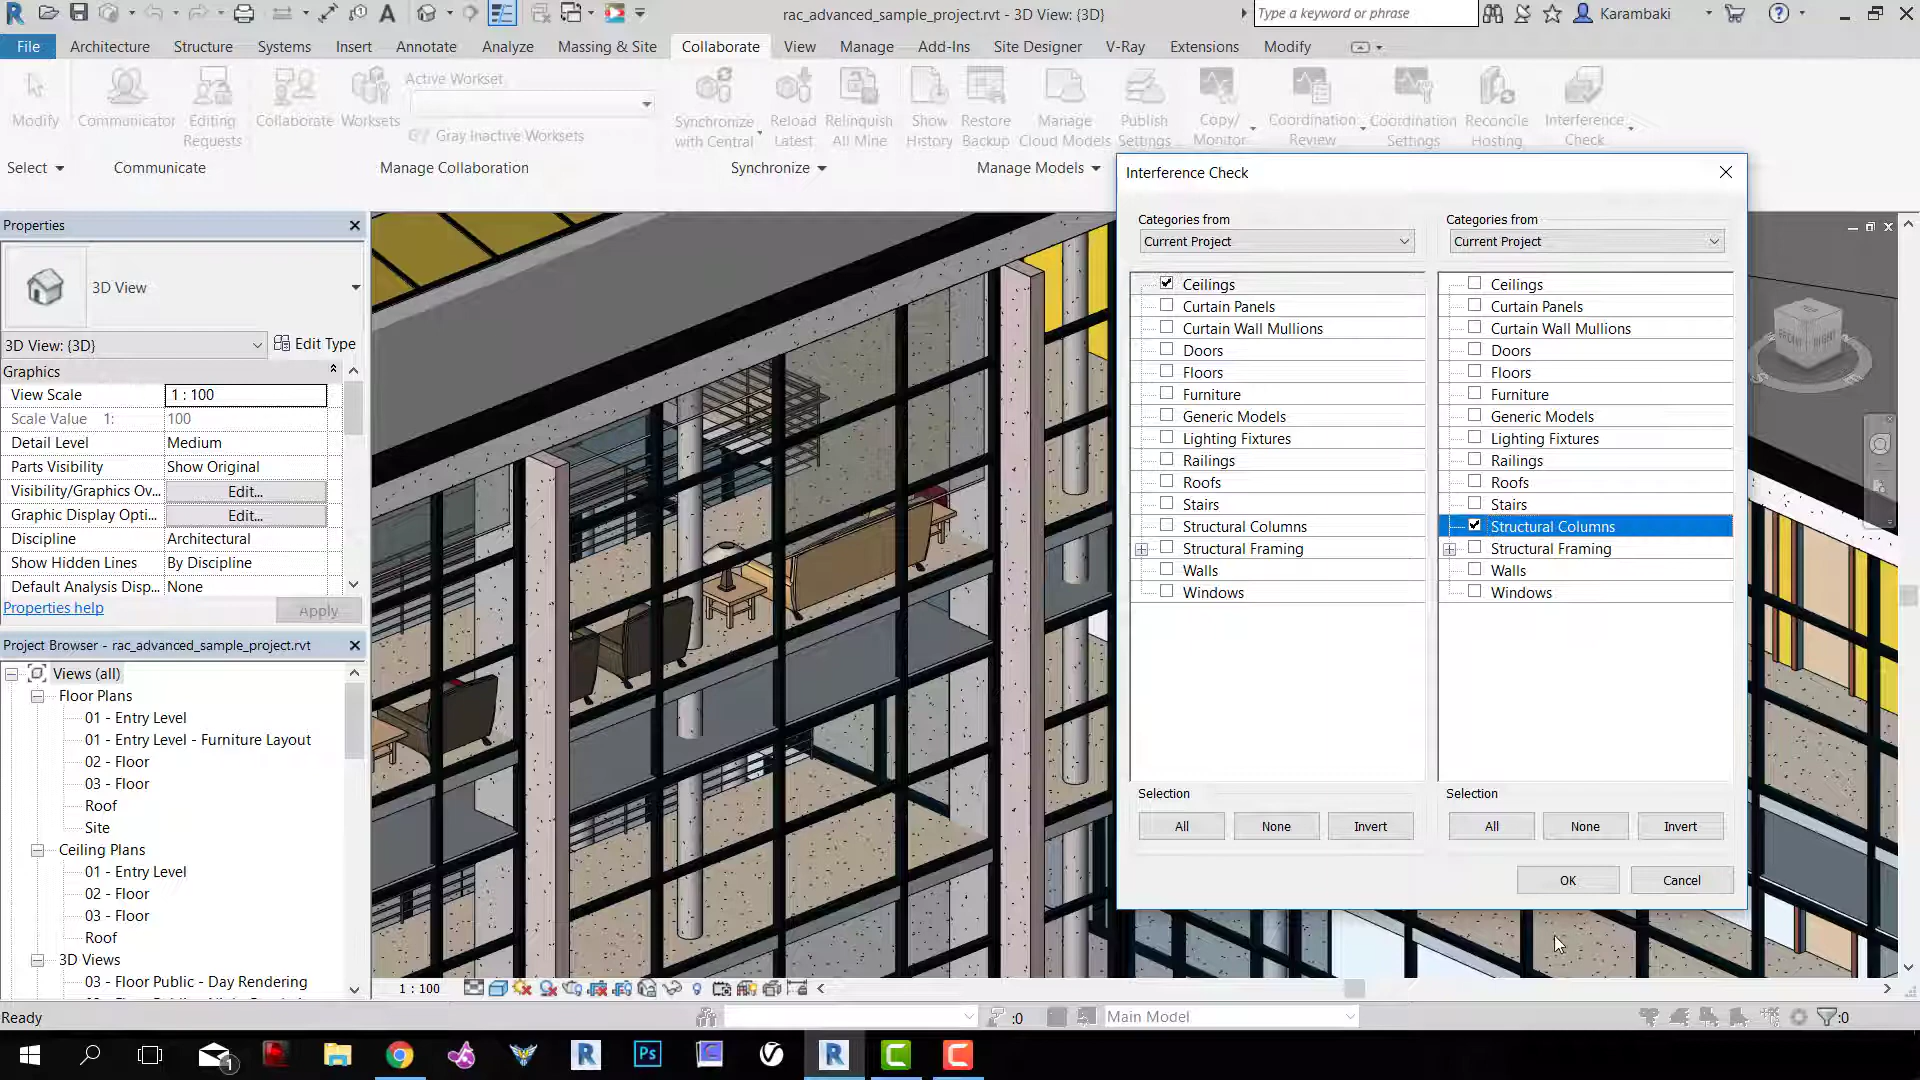 rac_advanced_sample_project.rvt - 3D View: {3D}
Type a keyword or phrase
Karambaki
File Architecture Structure Systems Insert Annotate Analyze Massing & Site Collaborate View Manage Add-Ins Site Designer V-Ray Extensions Modify
Modify
Communicator
Editing Requests
Collaborate
Worksets
Active Workset
Gray Inactive Worksets
Synchronize with Central
Reload Latest
Relinquish All Mine
Show History
Restore Backup
Manage Cloud Models
Publish Settings
Copy/ Monitor
Coordination Review
Coordination Settings
Reconcile Hosting
Interference Check
Select
Communicate
Manage Collaboration
Synchronize
Manage Models
Properties
3D View
3D View: {3D}
Edit Type
Graphics
View Scale 1 : 100
Scale Value 1: 100
Detail Level Medium
Parts Visibility Show Original
Visibility/Graphics Ov... Edit...
Graphic Display Opti... Edit...
Discipline Architectural
Show Hidden Lines By Discipline
Default Analysis Disp... None
Properties help
Apply
Project Browser - rac_advanced_sample_project.rvt
Views (all)
Floor Plans
01 - Entry Level
01 - Entry Level - Furniture Layout
02 - Floor
03 - Floor
Roof
Site
Ceiling Plans
01 - Entry Level
02 - Floor
03 - Floor
Roof
3D Views
03 - Floor Public - Day Rendering
Interference Check
Categories from
Current Project
Ceilings
Curtain Panels
Curtain Wall Mullions
Doors
Floors
Furniture
Generic Models
Lighting Fixtures
Railings
Roofs
Stairs
Structural Columns
Structural Framing
Walls
Windows
Selection
All None Invert
Categories from
Current Project
Ceilings
Curtain Panels
Curtain Wall Mullions
Doors
Floors
Furniture
Generic Models
Lighting Fixtures
Railings
Roofs
Stairs
Structural Columns
Structural Framing
Walls
Windows
Selection
All None Invert
OK Cancel
FRONT RIGHT
1 : 100
Ready
:0
Main Model
:0
1
R
Ps
R